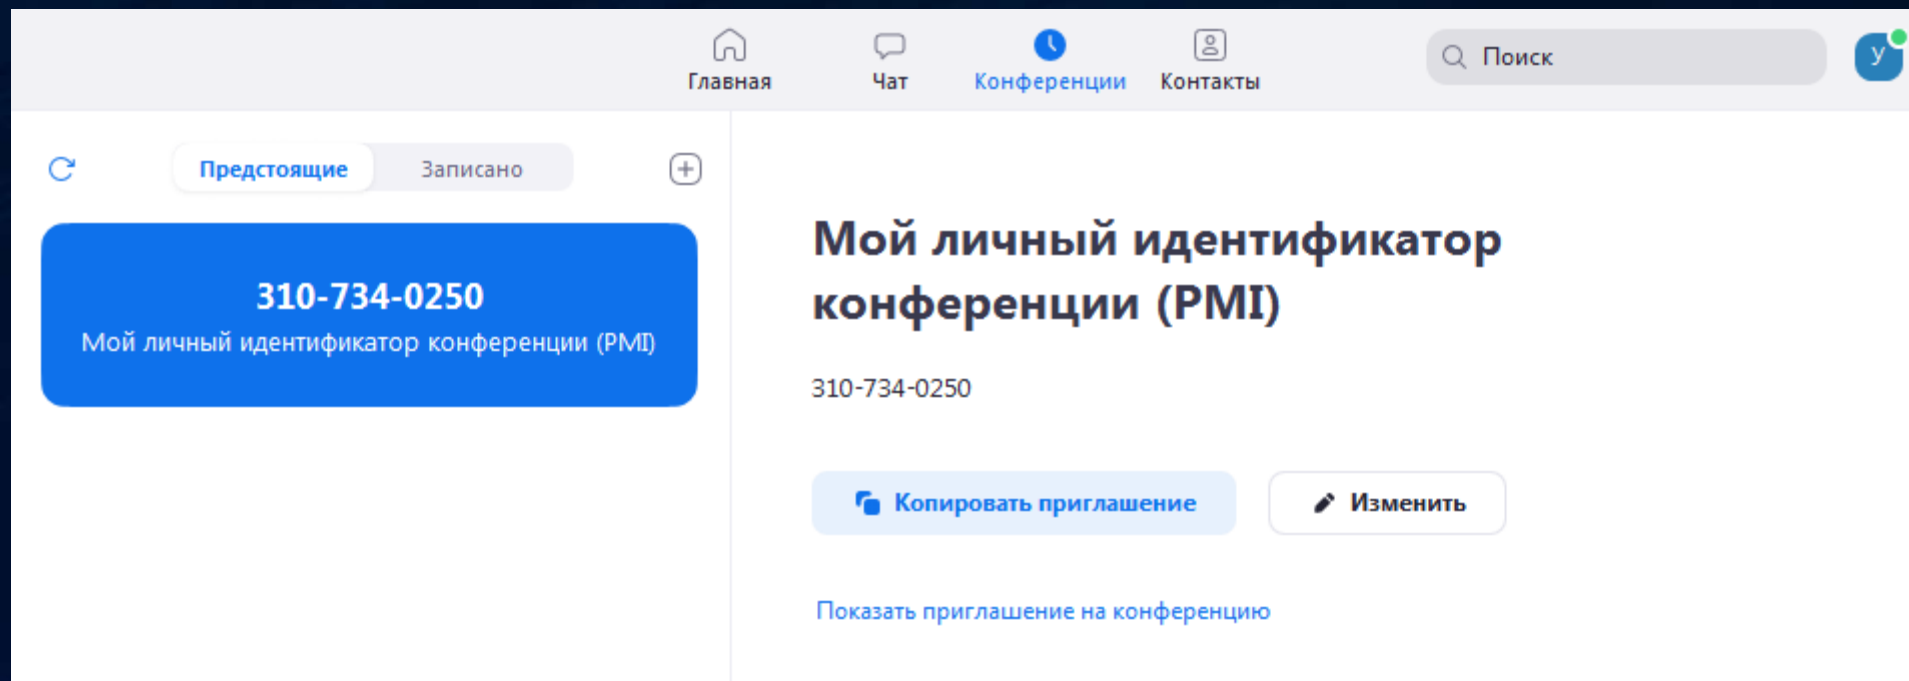 Главная
Чат
Конференции
Контакты
Поиск
У
Предстоящие
Записано
310-734-0250
Мой личный идентификатор конференции (PMI)
Мой личный идентификатор
конференции (PMI)
310-734-0250
Копировать приглашение
Изменить
Показать приглашение на конференцию